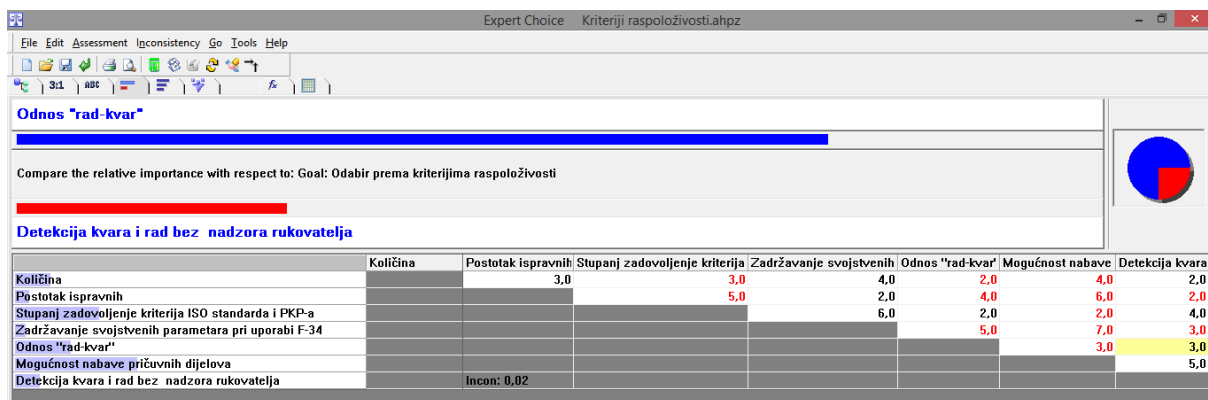 Expert Choice Kriteriji raspoloživosti.ahpz
File Edit Assessment Inconsistency Go Tools Help
3:1 ABC fx
Odnos "rad-kvar"
Compare the relative importance with respect to: Goal: Odabir prema kriterijima raspoloživosti
Detekcija kvara i rad bez nadzora rukovatelja
Količina Postotak ispravnih Stupanj zadovoljenje kriterija Zadržavanje svojstvenih Odnos "rad-kvar' Mogućnost nabave Detekcija kvara
Količina 3,0 3,0 4,0 2,0 4,0 2,0
Postotak ispravnih 5,0 2,0 4,0 6,0 2,0
Stupanj zadovoljenje kriterija ISO standarda i PKP-a 6,0 2,0 2,0 4,0
Zadržavanje svojstvenih parametara pri uporabi F-34 5,0 7,0 3,0
Odnos "rad-kvar" 3,0 3,0
Mogućnost nabave pričuvnih dijelova 5,0
Detekcija kvara i rad bez nadzora rukovatelja Incon: 0,02